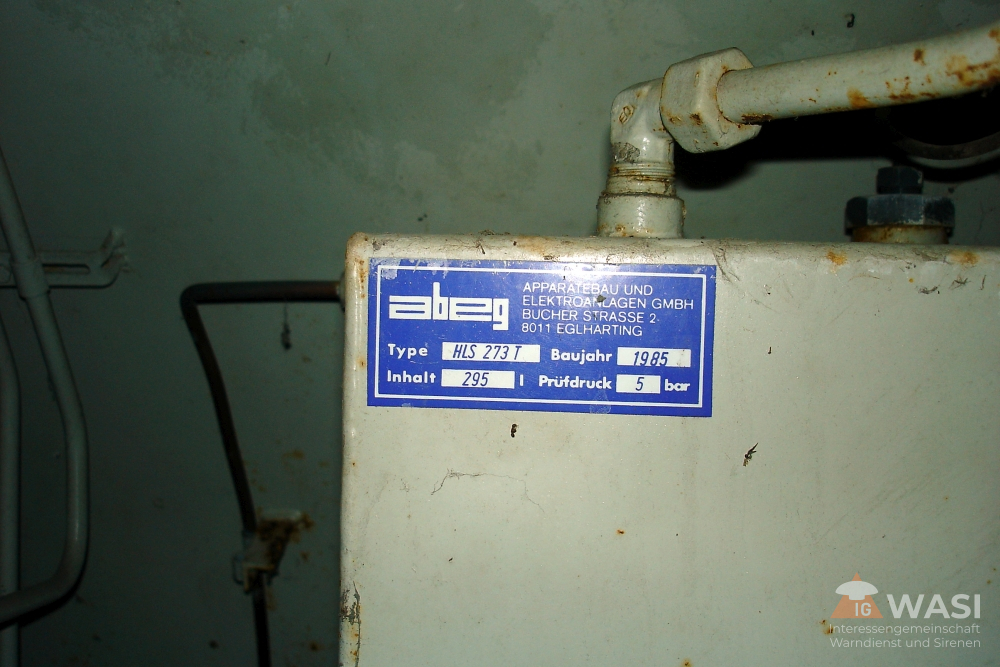 abeg
APPARATEBAU UND
ELEKTROANLAGEN GMBH
BUCHER STRASSE 2
8011 EGLHARTING
Type HLS 273 T Baujahr 1985
Inhalt 295 l Prüfdruck 5 bar
IG WASI
Interessengemeinschaft
Warndienst und Sirenen